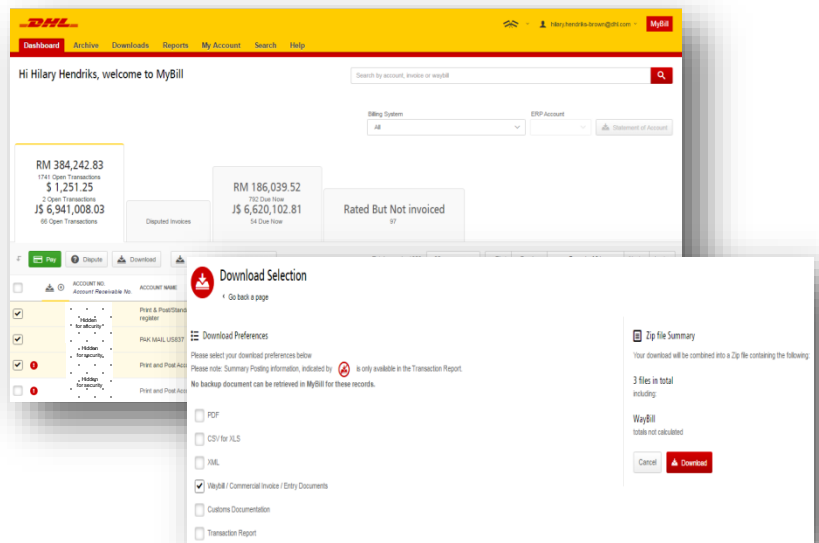 DHL
hilary.hendriks-brown@dhl.com
MyBill
Dashboard Archive Downloads Reports My Account Search Help
Hi Hilary Hendriks, welcome to MyBill
Search by account, invoice or waybill
Billing System
ERP Account
All
Statement of Account
RM 384,242.83
1741 Open Transactions
$ 1,251.25
2 Open Transactions
J$ 6,941,008.03
66 Open Transactions
Disputed Invoices
RM 186,039.52
792 Due Now
J$ 6,620,102.81
54 Due Now
Rated But Not invoiced
97
Pay Dispute Download
ACCOUNT NO.
Account Receivable No.
ACCOUNT NAME
Hidden
for security
Print & Post/Stand
register
Hidden
for security
PAK MAIL US637
Hidden
for security
Print and Post Acc
Hidden
for security
Print and Post Acc
Download Selection
Go back a page
Download Preferences
Please select your download preferences below
Please note: Summary Posting information, indicated by is only available in the Transaction Report.
No backup document can be retrieved in MyBill for these records.
PDF
CSV for XLS
XML
Waybill / Commercial Invoice / Entry Documents
Customs Documentation
Transaction Report
Zip file Summary
Your download will be combined into a Zip file containing the following:
3 files in total
including:
WayBill
totals not calculated
Cancel Download